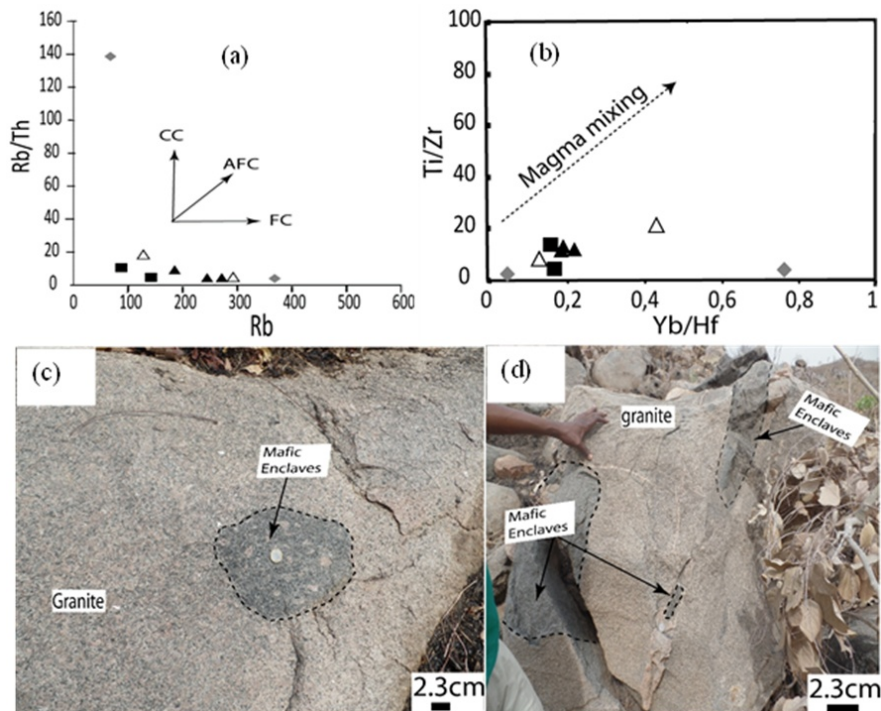 (a)
160
140
120
100
80
60
40
20
0
Rb/Th
CC
AFC
FC
0 100 200 300 400 500 600
Rb
(b)
100
80
60
40
20
0
Ti/Zr
Magma mixing
0 0,2 0,4 0,6 0,8 1
Yb/Hf
(c)
Mafic
Enclaves
Granite
2.3cm
(d)
granite
Mafic
Enclaves
Mafic
Enclaves
2.3cm